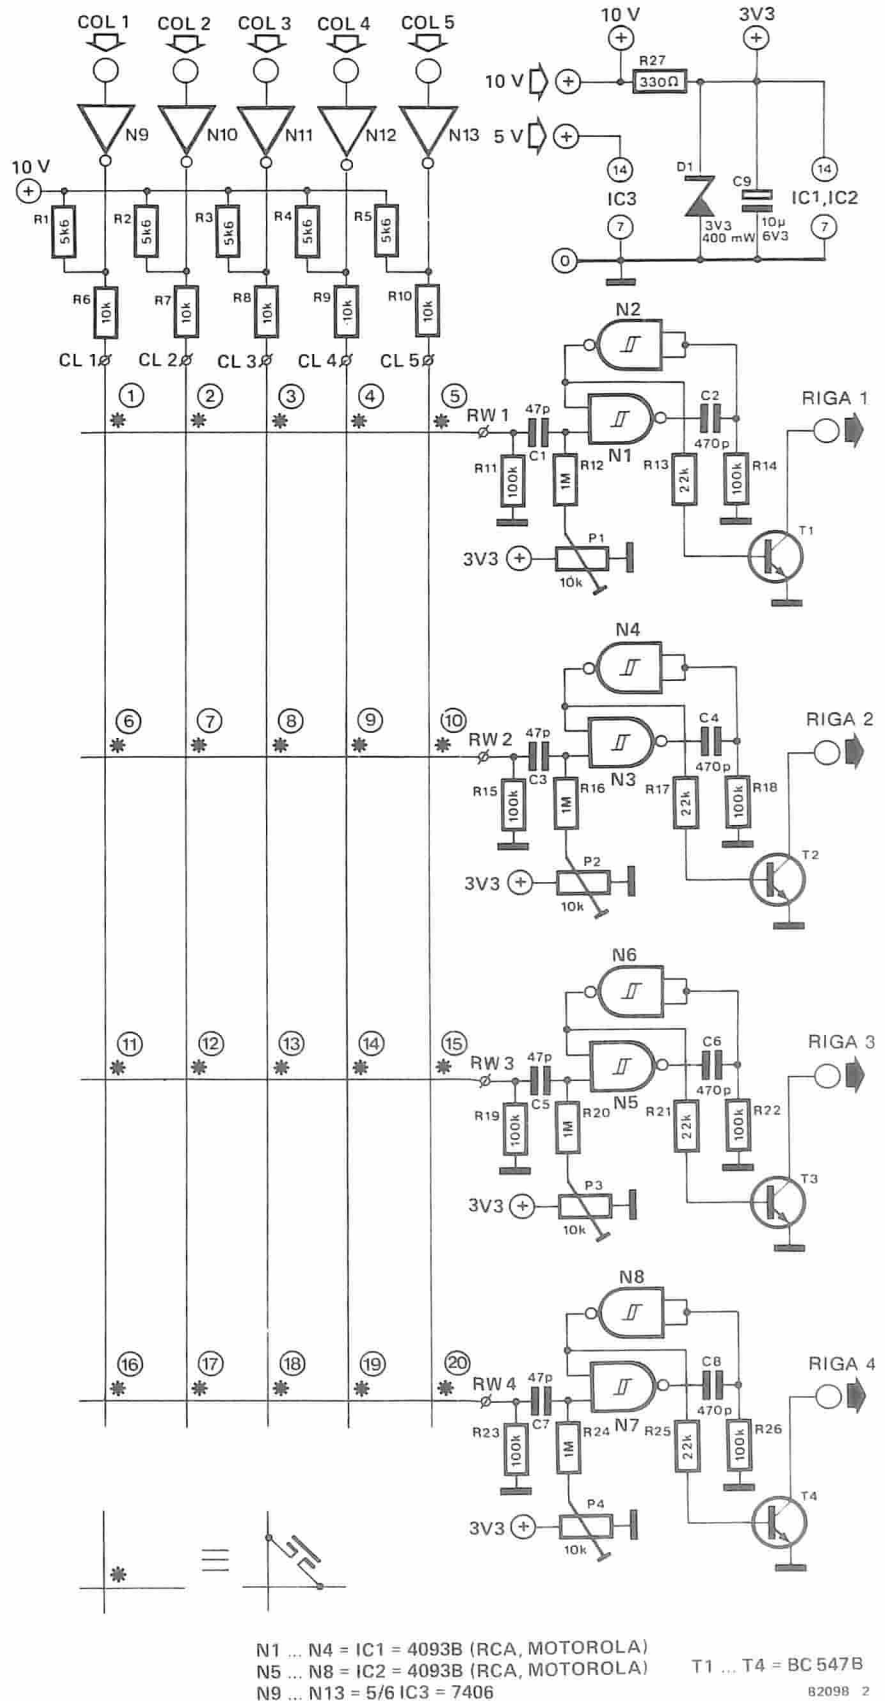 COL 1 COL 2 COL 3 COL 4 COL 5
N9 N10 N11 N12 N13
10 V
R1 5k6 R2 5k6 R3 5k6 R4 5k6 R5 5k6
R6 10k R7 10k R8 10k R9 10k R10 10k
CL 1 CL 2 CL 3 CL 4 CL 5
10 V 3V3
R27
10 V 330Ω
5 V
14 D1 C9 14
IC3 IC1, IC2
7 3V3 400 mW 10µ 6V3 7
0
1 2 3 4 5
RW 1
47p
C1
R11 100k
R12 1M
P1
10k
3V3
N2
N1
C2
470p
R13 22k
R14 100k
T1
RIGA 1
6 7 8 9 10
RW 2
47p
C3
R15 100k
R16 1M
P2
10k
3V3
N4
N3
C4
470p
R17 22k
R18 100k
T2
RIGA 2
11 12 13 14 15
RW 3
47p
C5
R19 100k
R20 1M
P3
10k
3V3
N6
N5
C6
470p
R21 22k
R22 100k
T3
RIGA 3
16 17 18 19 20
RW 4
47p
C7
R23 100k
R24 1M
P4
10k
3V3
N8
N7
C8
470p
R25 22k
R26 100k
T4
RIGA 4
N1 ... N4 = IC1 = 4093B (RCA, MOTOROLA)
N5 ... N8 = IC2 = 4093B (RCA, MOTOROLA)
N9 ... N13 = 5/6 IC3 = 7406
T1 ... T4 = BC 547B
82098 2